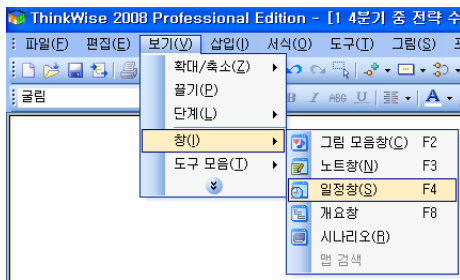 ThinkWise 2008 Professional Edition - [1 4분기 중 전략 수
파일(F) 편집(E) 보기(V) 삽입(I) 서식(O) 도구(T) 그림(S)
굴림
B I ABG U A
확대/축소(Z)
끌기(P)
단계(L)
창(I)
도구 모음(T)
그림 모음창(C) F2
노트창(N) F3
일정창(S) F4
개요창 F8
시나리오(R)
맵 검색